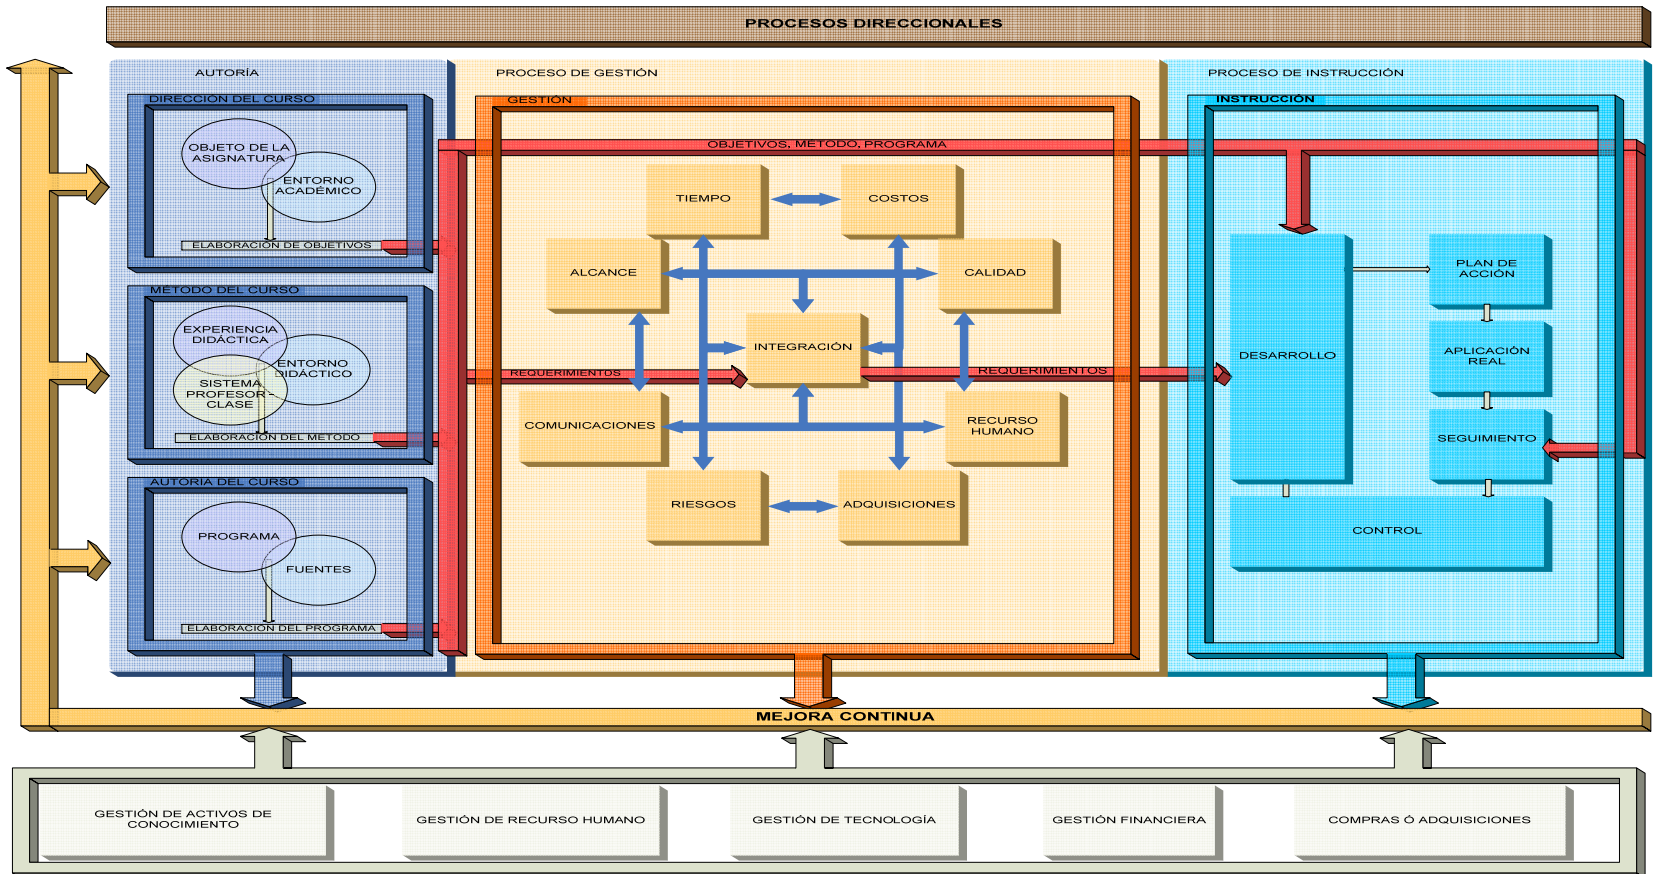 PROCESOS DIRECCIONALES
AUTORÍA
DIRECCIÓN DEL CURSO
OBJETO DE LA
ASIGNATURA
ENTORNO
ACADÉMICO
ELABORACIÓN DE OBJETIVOS
MÉTODO DEL CURSO
EXPERIENCIA
DIDÁCTICA
ENTORNO
DIDÁCTICO
SISTEMA
PROFESOR-
CLASE
ELABORACIÓN DEL MÉTODO
AUTORIA DEL CURSO
PROGRAMA
FUENTES
ELABORACION DEL PROGRAMA
PROCESO DE GESTIÓN
GESTIÓN
OBJETIVOS, METODO, PROGRAMA
TIEMPO
COSTOS
ALCANCE
CALIDAD
INTEGRACIÓN
REQUERIMIENTOS
REQUERIMIENTOS
COMUNICACIONES
RECURSO
HUMANO
RIESGOS
ADQUISICIONES
PROCESO DE INSTRUCCIÓN
INSTRUCCIÓN
DESARROLLO
PLAN DE
ACCIÓN
APLICACIÓN
REAL
SEGUIMIENTO
CONTROL
MEJORA CONTINUA
GESTIÓN DE ACTIVOS DE
CONOCIMIENTO
GESTIÓN DE RECURSO HUMANO
GESTIÓN DE TECNOLOGÍA
GESTIÓN FINANCIERA
COMPRAS Ó ADQUISICIONES